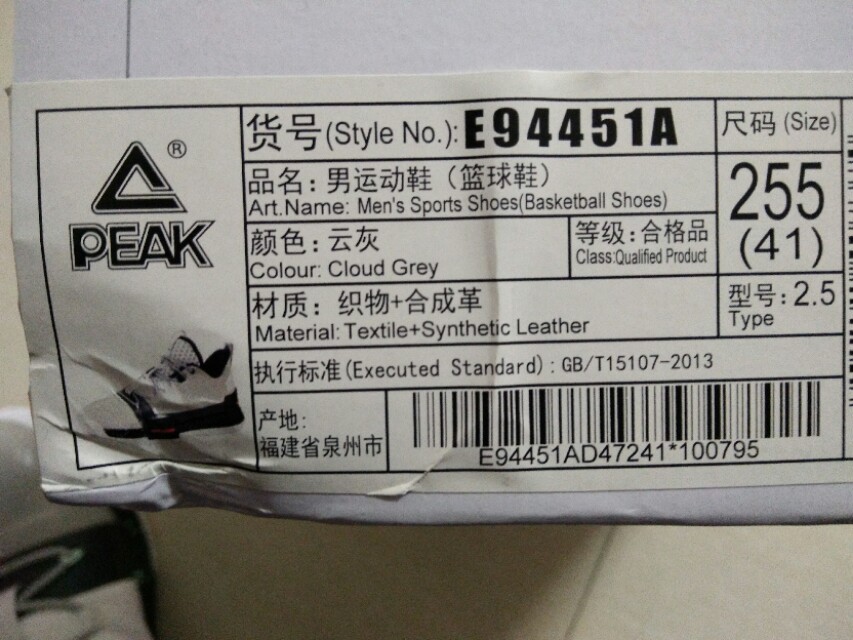 ®
PEAK
货号(Style No.): E94451A
尺码 (Size)
品名: 男运动鞋 (篮球鞋)
Art.Name: Men's Sports Shoes(Basketball Shoes)
255
(41)
颜色: 云灰
Colour: Cloud Grey
等级:合格品
Class:Qualified Product
材质: 织物+合成革
Material: Textile+Synthetic Leather
型号: 2.5
Type
执行标准(Executed Standard): GB/T15107-2013
产地:
福建省泉州市
E94451AD47241*100795